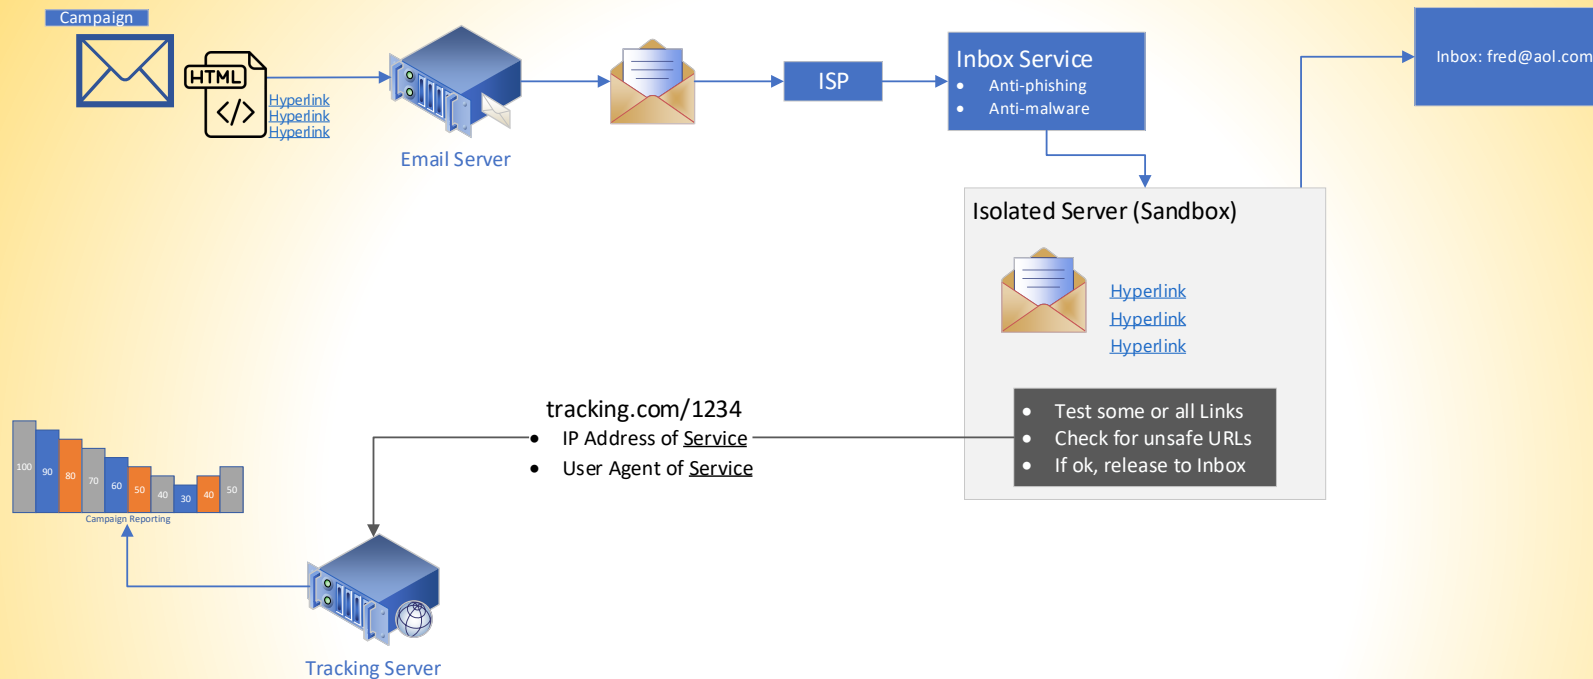 Campaign
HTML
</>
Hyperlink
Hyperlink
Hyperlink
Email Server
ISP
Inbox Service
• Anti-phishing
• Anti-malware
Inbox: fred@aol.com
Isolated Server (Sandbox)
Hyperlink
Hyperlink
Hyperlink
• Test some or all Links
• Check for unsafe URLs
• If ok, release to Inbox
tracking.com/1234
• IP Address of Service
• User Agent of Service
100 90 80 70 60 50 40 30 40 50
Campaign Reporting
Tracking Server